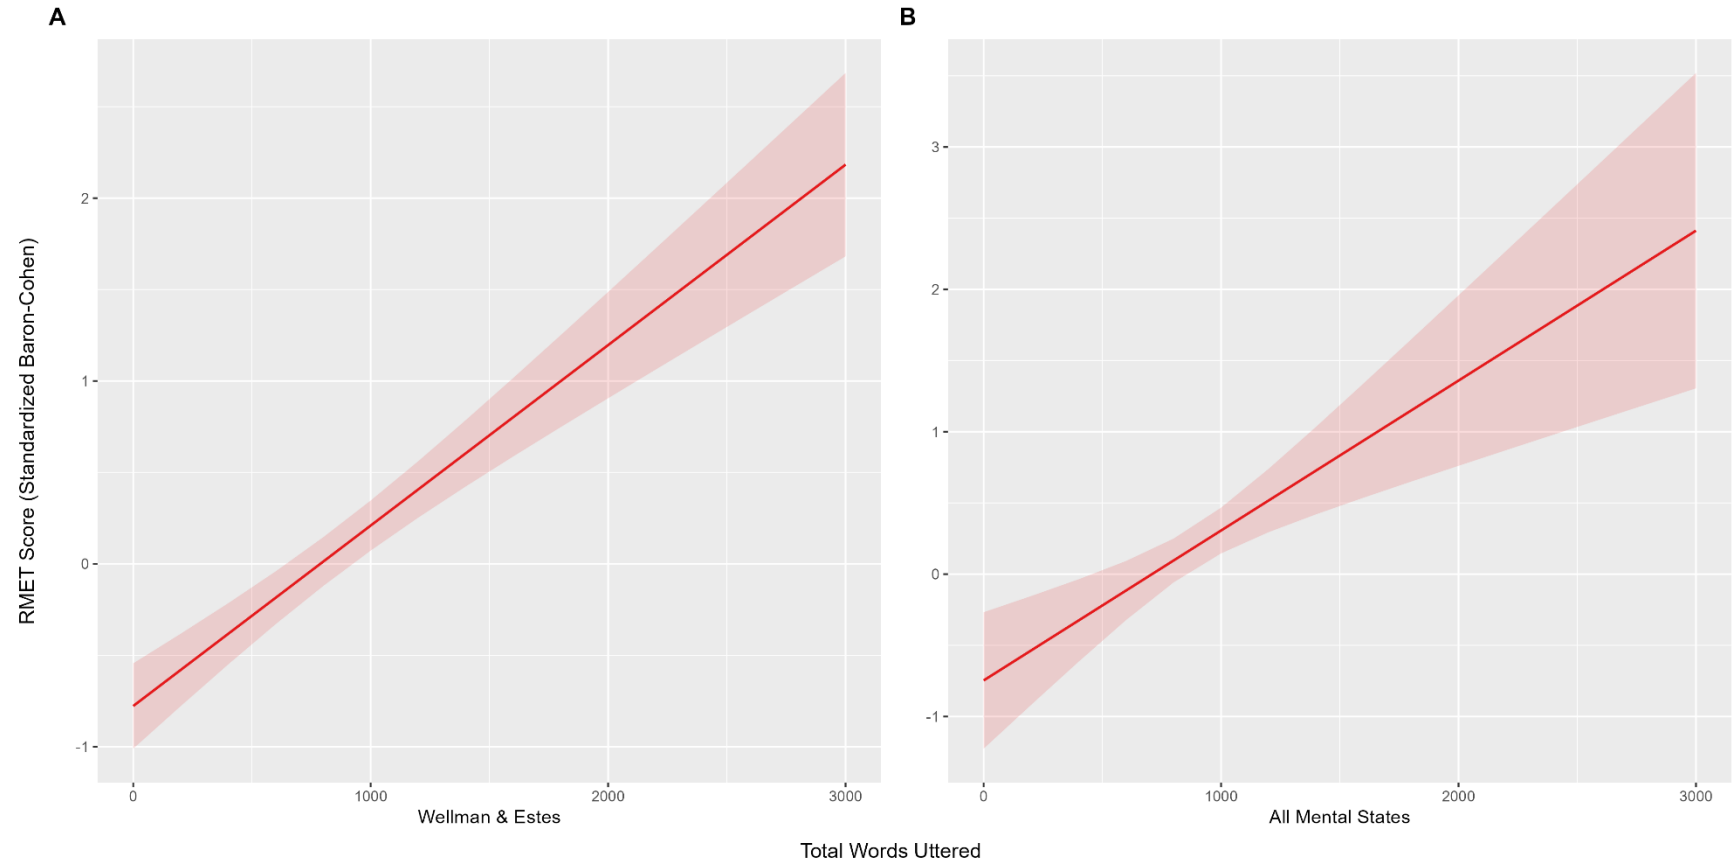 A
B
RMET Score (Standardized Baron-Cohen)
2
1
0
-1
0 1000 2000 3000
Wellman & Estes
3
2
1
0
-1
0 1000 2000 3000
All Mental States
Total Words Uttered